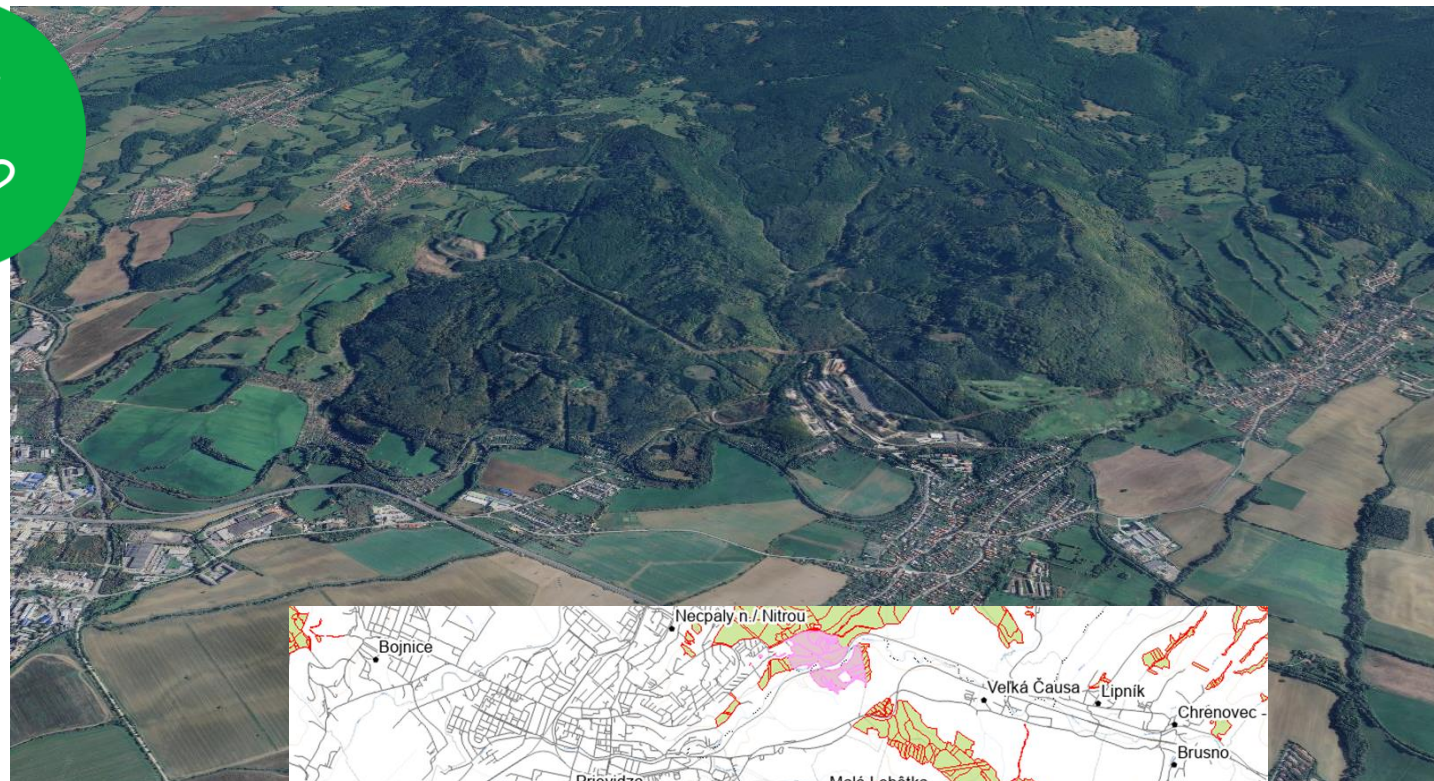 Necpaly n./ Nitrou
Bojnice
Veľká Čausa
Lipník
Chrenovec -
Brusno